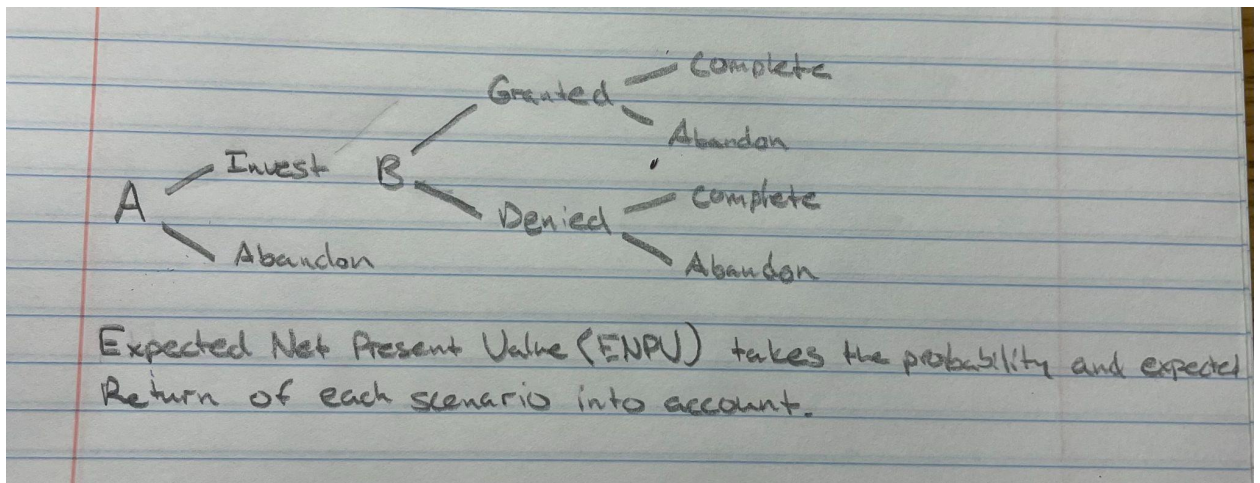 Complete
Granted
Abandon
Invest B
A
Complete
Denied
Abandon
Abandon
Expected Net Present Value (ENPV) takes the probability and expected
Return of each scenario into account.